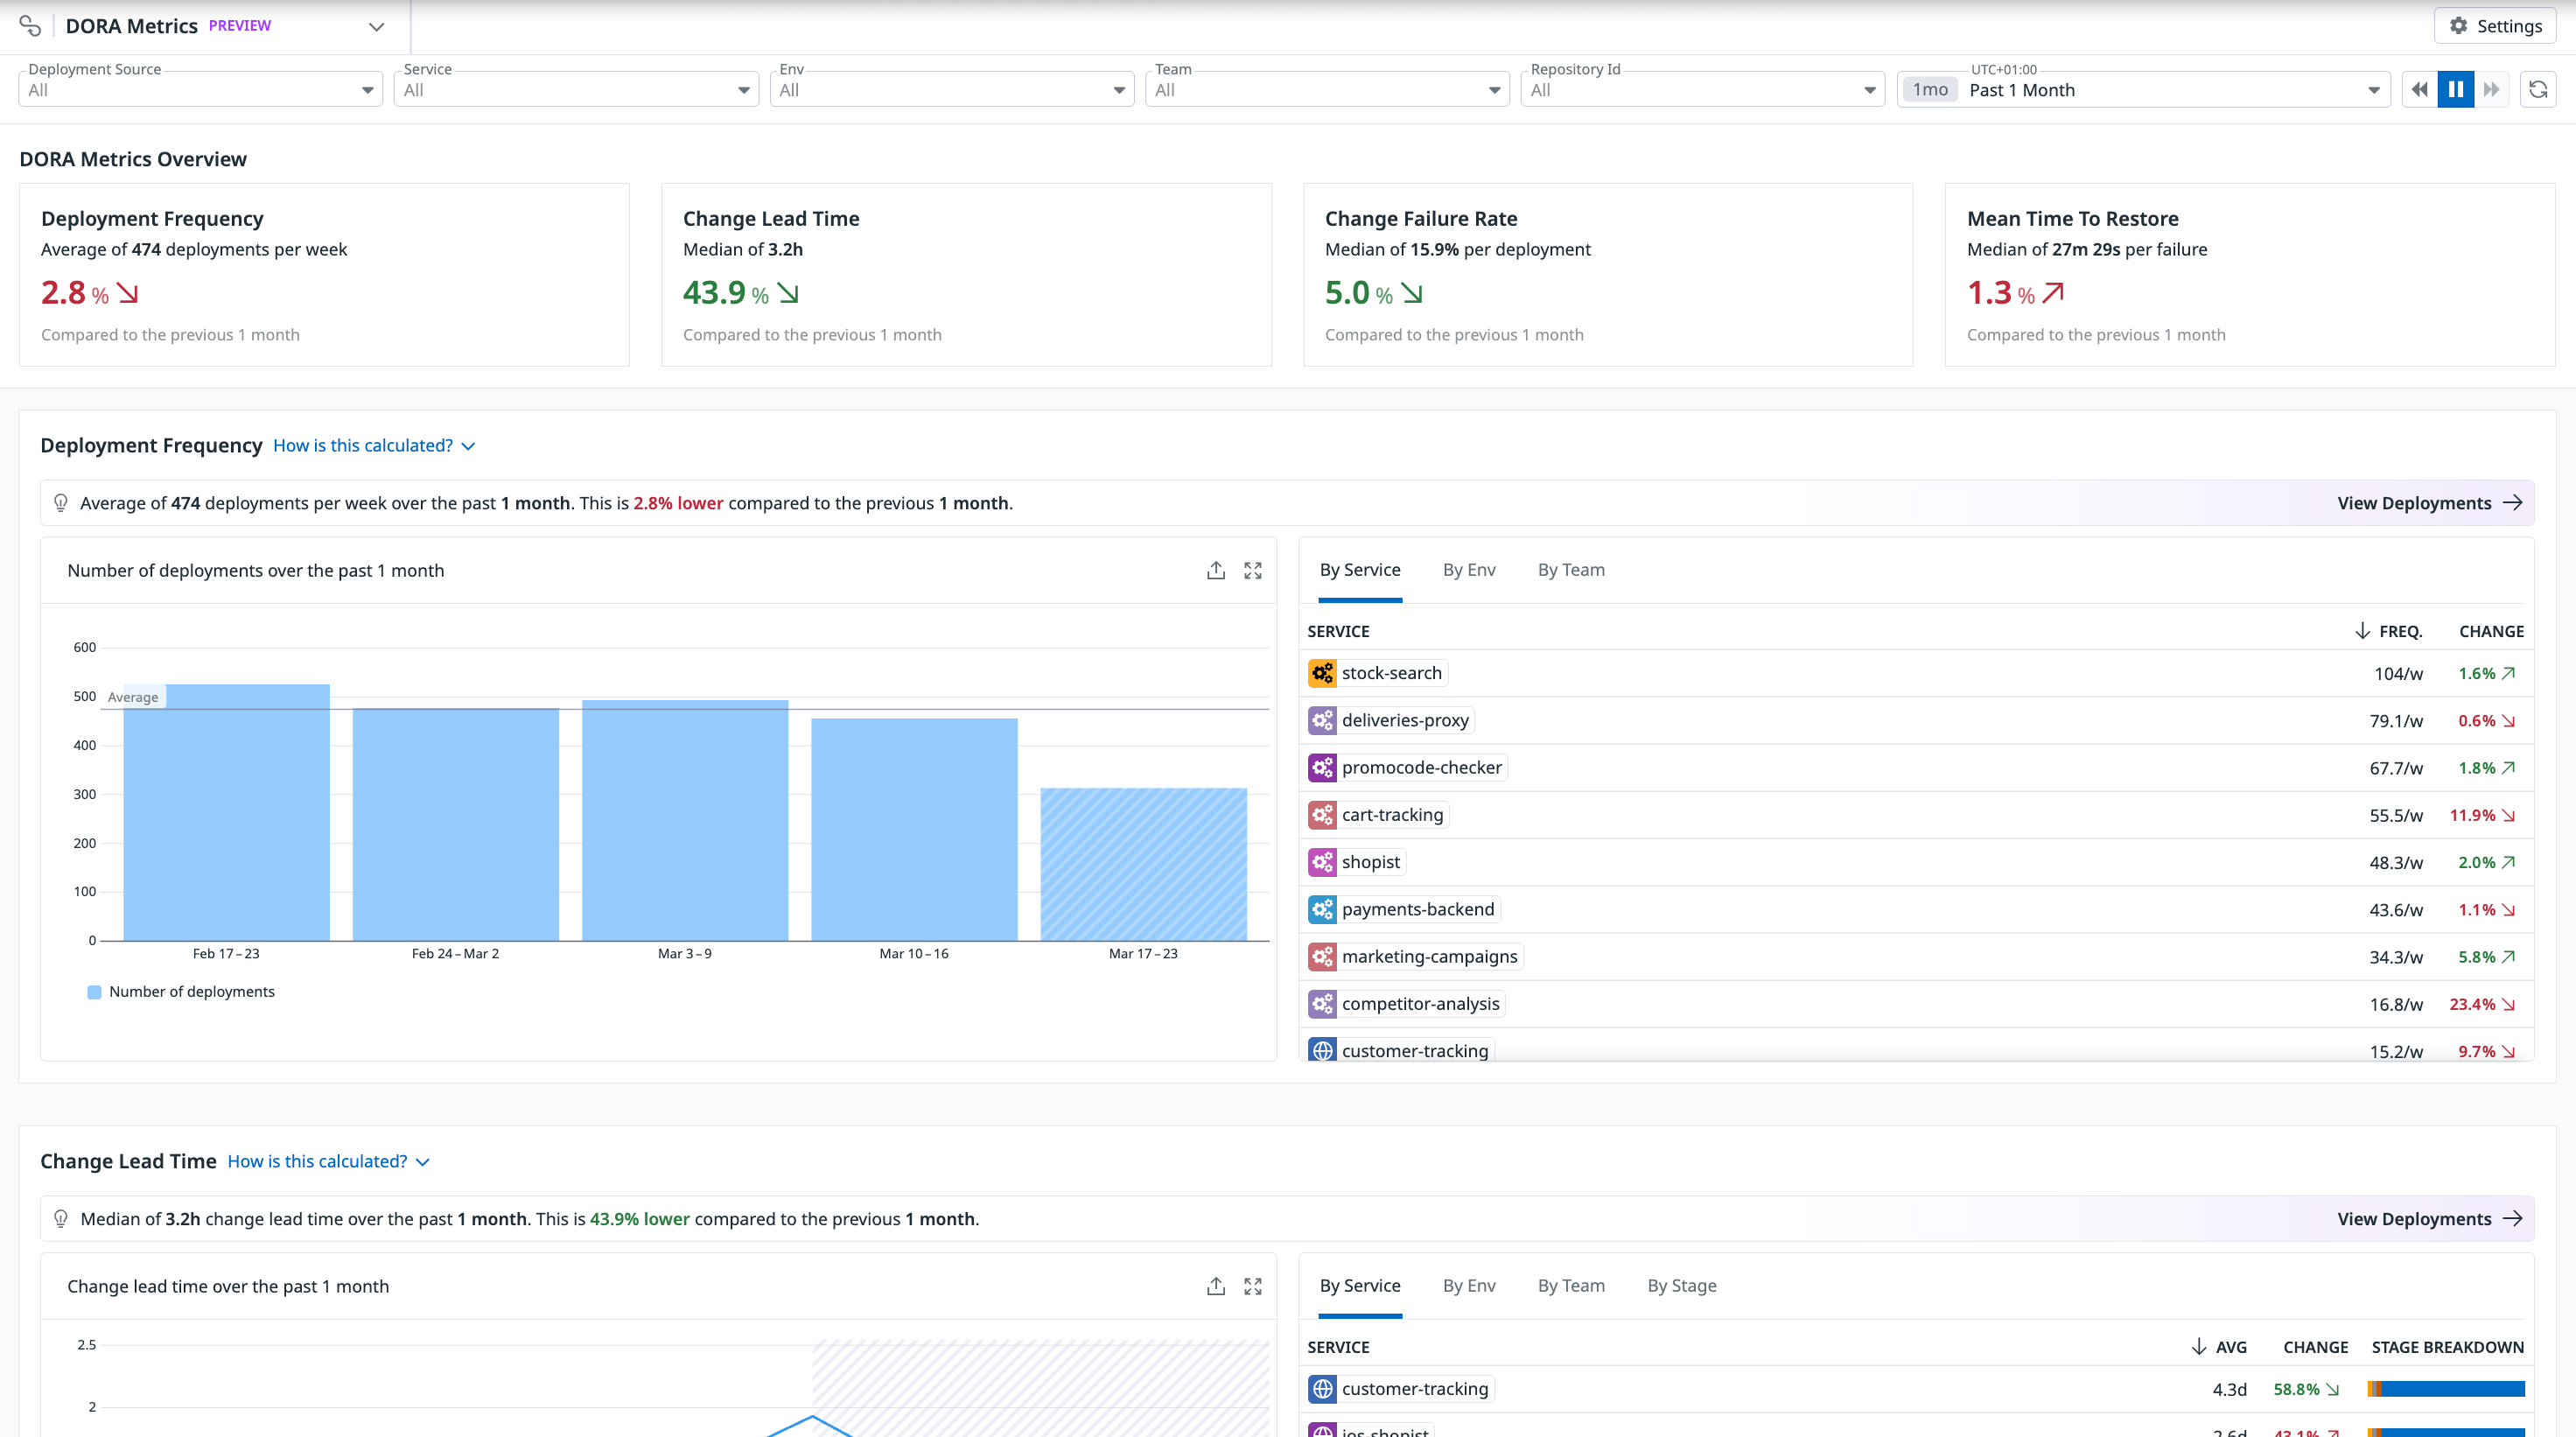 DORA Metrics PREVIEW
Settings
Deployment Source
All
Service
All
Env
All
Team
All
Repository Id
All
UTC+01:00
1mo Past 1 Month
DORA Metrics Overview
Deployment Frequency
Average of 474 deployments per week
2.8 %
Compared to the previous 1 month
Change Lead Time
Median of 3.2h
43.9 %
Compared to the previous 1 month
Change Failure Rate
Median of 15.9% per deployment
5.0 %
Compared to the previous 1 month
Mean Time To Restore
Median of 27m 29s per failure
1.3 %
Compared to the previous 1 month
Deployment Frequency How is this calculated?
Average of 474 deployments per week over the past 1 month. This is 2.8% lower compared to the previous 1 month.
View Deployments
Number of deployments over the past 1 month
600
500
400
300
200
100
0
Average
Feb 17 – 23
Feb 24 – Mar 2
Mar 3 – 9
Mar 10 – 16
Mar 17 – 23
Number of deployments
By Service By Env By Team
SERVICE FREQ. CHANGE
stock-search 104/w 1.6%
deliveries-proxy 79.1/w 0.6%
promocode-checker 67.7/w 1.8%
cart-tracking 55.5/w 11.9%
shopist 48.3/w 2.0%
payments-backend 43.6/w 1.1%
marketing-campaigns 34.3/w 5.8%
competitor-analysis 16.8/w 23.4%
customer-tracking 15.2/w 9.7%
Change Lead Time How is this calculated?
Median of 3.2h change lead time over the past 1 month. This is 43.9% lower compared to the previous 1 month.
View Deployments
Change lead time over the past 1 month
2.5
2
By Service By Env By Team By Stage
SERVICE AVG CHANGE STAGE BREAKDOWN
customer-tracking 4.3d 58.8%
ios-shopist 2.6d 43.1%